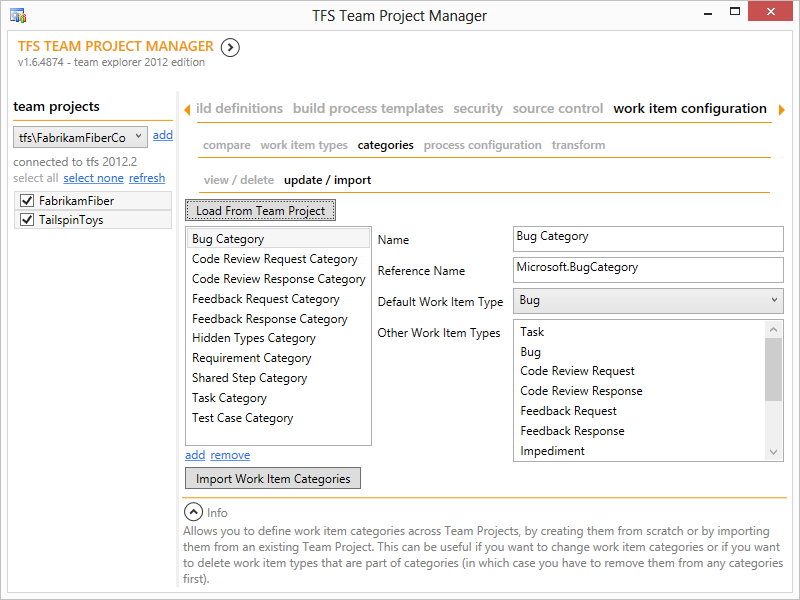 TFS Team Project Manager
TFS TEAM PROJECT MANAGER
v1.6.4874 - team explorer 2012 edition
team projects
tfs\FabrikamFiberCo
add
connected to tfs 2012.2
select all select none refresh
FabrikamFiber
TailspinToys
ild definitions build process templates security source control work item configuration
compare work item types categories process configuration transform
view / delete update / import
Load From Team Project
Bug Category
Code Review Request Category
Code Review Response Category
Feedback Request Category
Feedback Response Category
Hidden Types Category
Requirement Category
Shared Step Category
Task Category
Test Case Category
add remove
Import Work Item Categories
Name
Bug Category
Reference Name
Microsoft.BugCategory
Default Work Item Type
Bug
Other Work Item Types
Task
Bug
Code Review Request
Code Review Response
Feedback Request
Feedback Response
Impediment
Info
Allows you to define work item categories across Team Projects, by creating them from scratch or by importing
them from an existing Team Project. This can be useful if you want to change work item categories or if you want
to delete work item types that are part of categories (in which case you have to remove them from any categories
first).